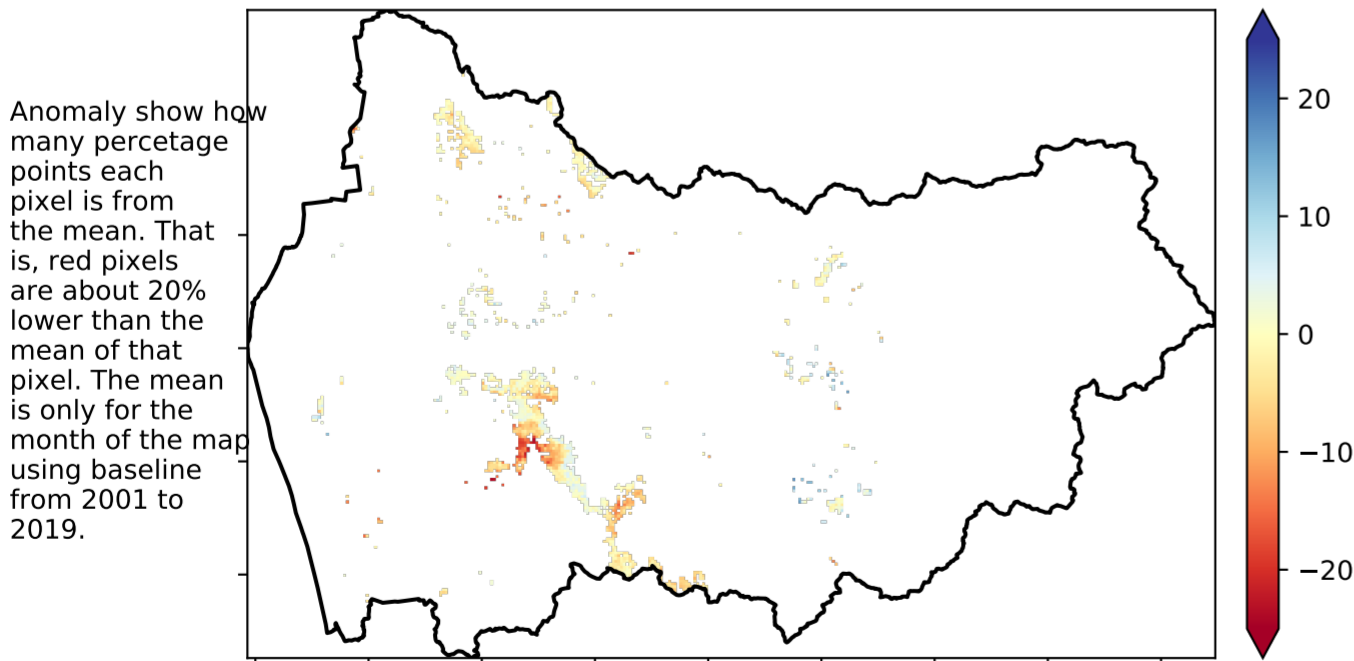 Anomaly show how
many percetage
points each
pixel is from
the mean. That
is, red pixels
are about 20%
lower than the
mean of that
pixel. The mean
is only for the
month of the map
using baseline
from 2001 to
2019.
20
10
0
−10
−20